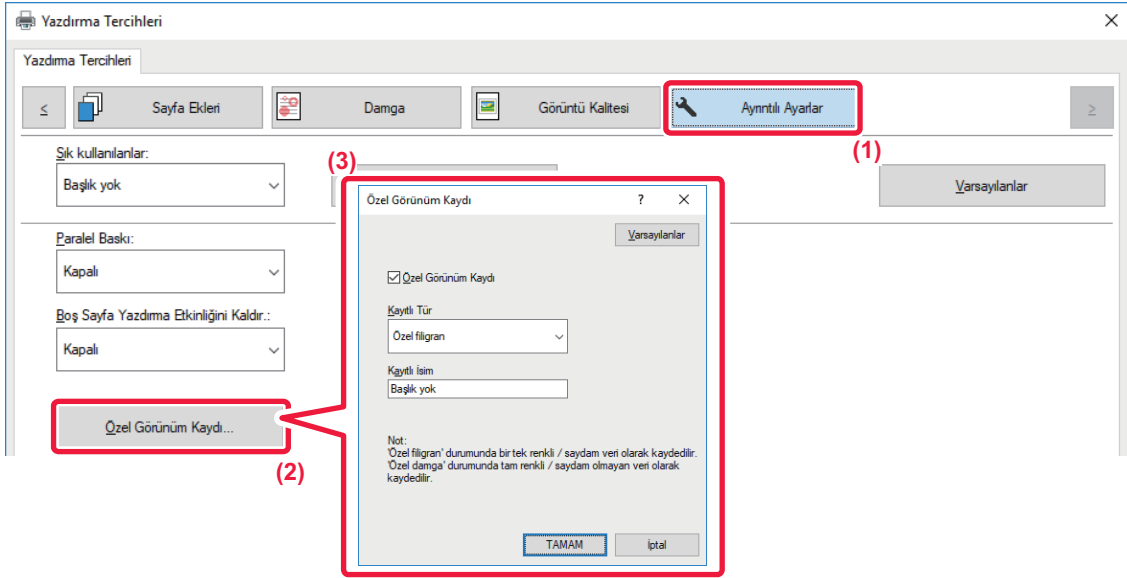 Yazdırma Tercihleri
Yazdırma Tercihleri
< Sayfa Ekleri Damga Görüntü Kalitesi Ayrıntılı Ayarlar >
(1)
Sık kullanılanlar:
Başlık yok
Varsayılanlar
Paralel Baskı:
Kapalı
Boş Sayfa Yazdırma Etkinliğini Kaldır.:
Kapalı
Özel Görünüm Kaydı...
(2)
(3)
Özel Görünüm Kaydı ?
Varsayılanlar
Özel Görünüm Kaydı
Kayıtlı Tür
Özel filigran
Kayıtlı İsim
Başlık yok
Not:
'Özel filigran' durumunda bir tek renkli / saydam veri olarak kaydedilir.
'Özel damga' durumunda tam renkli / saydam olmayan veri olarak
kaydedilir.
TAMAM İptal